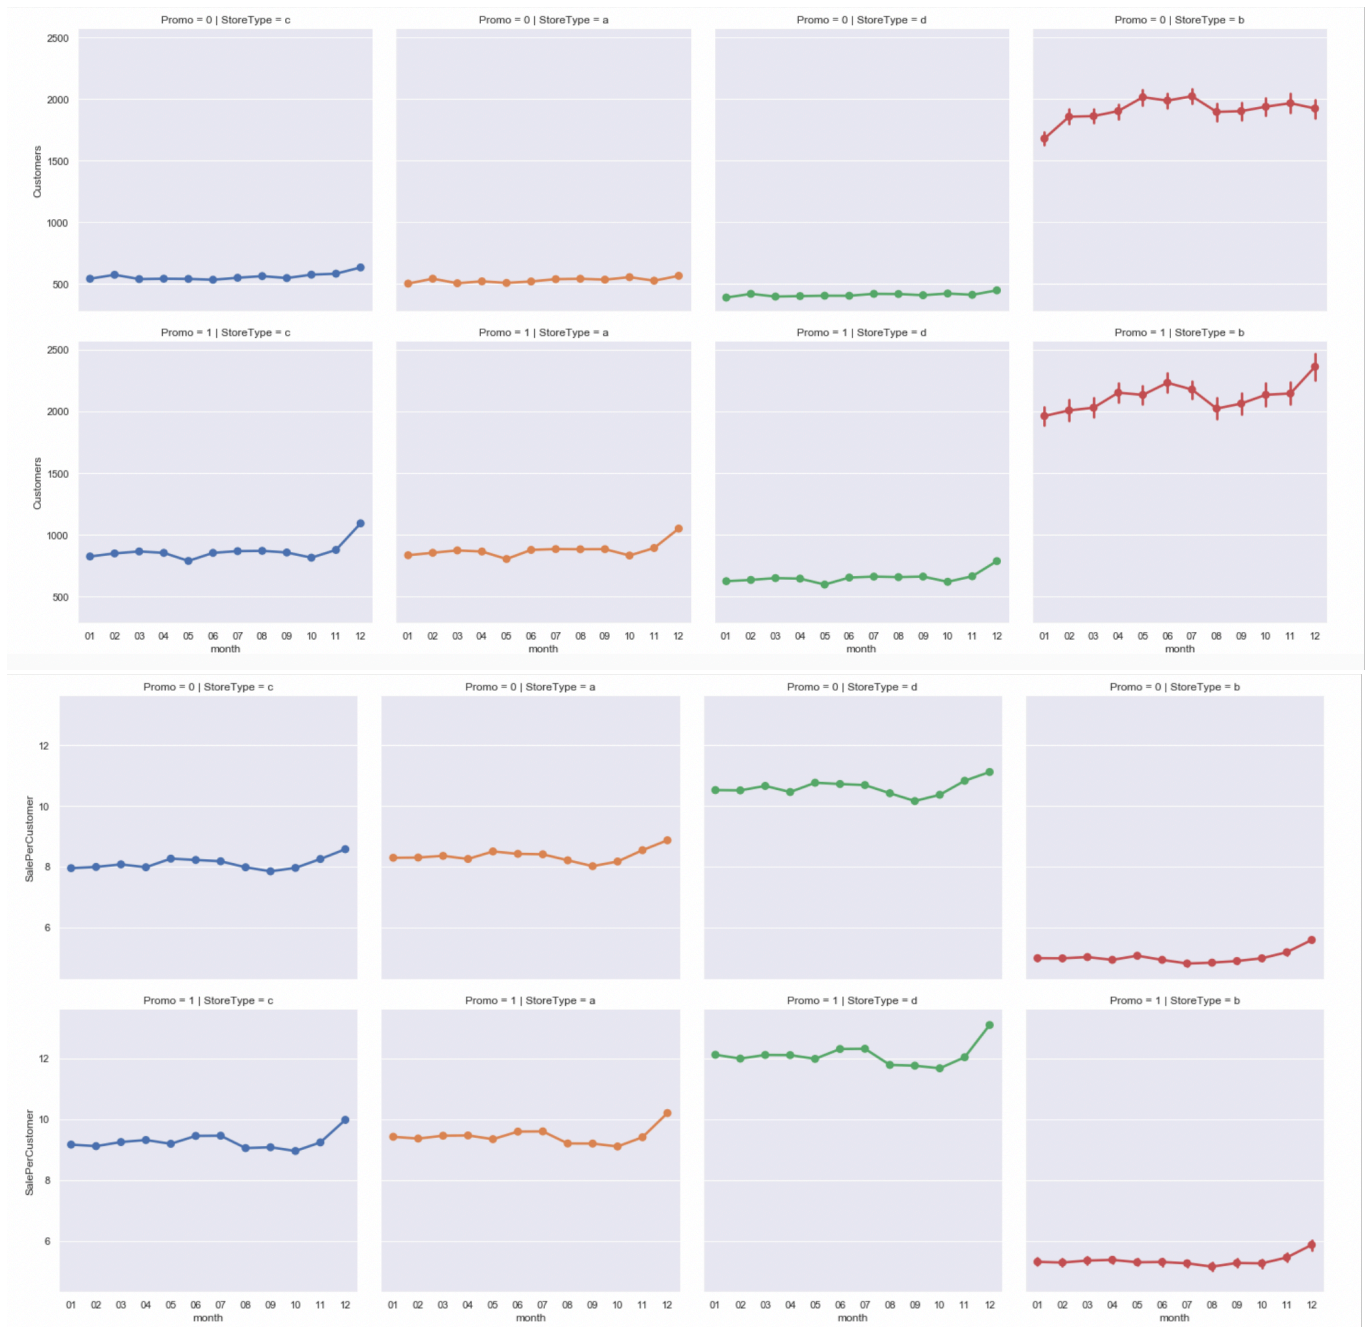 Promo = 0 | StoreType = c
Promo = 0 | StoreType = a
Promo = 0 | StoreType = d
Promo = 0 | StoreType = b
2500
2000
1500
1000
500
Customers
Promo = 1 | StoreType = c
Promo = 1 | StoreType = a
Promo = 1 | StoreType = d
Promo = 1 | StoreType = b
2500
2000
1500
1000
500
Customers
01 02 03 04 05 06 07 08 09 10 11 12
month
01 02 03 04 05 06 07 08 09 10 11 12
month
01 02 03 04 05 06 07 08 09 10 11 12
month
01 02 03 04 05 06 07 08 09 10 11 12
month
Promo = 0 | StoreType = c
Promo = 0 | StoreType = a
Promo = 0 | StoreType = d
Promo = 0 | StoreType = b
12
10
8
6
SalePerCustomer
Promo = 1 | StoreType = c
Promo = 1 | StoreType = a
Promo = 1 | StoreType = d
Promo = 1 | StoreType = b
12
10
8
6
SalePerCustomer
01 02 03 04 05 06 07 08 09 10 11 12
month
01 02 03 04 05 06 07 08 09 10 11 12
month
01 02 03 04 05 06 07 08 09 10 11 12
month
01 02 03 04 05 06 07 08 09 10 11 12
month